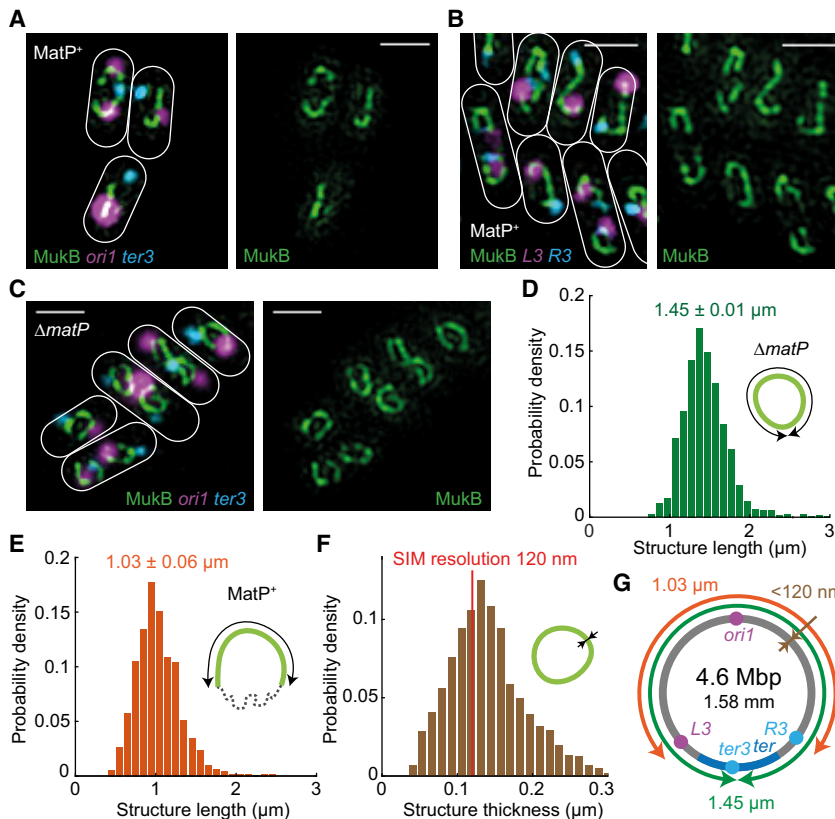 A
MatP⁺
MukB ori1 ter3
MukB
B
MatP⁺
MukB L3 R3
MukB
C
ΔmatP
MukB ori1 ter3
MukB
D
0.2
0.15
0.1
0.05
0
Probability density
1.45 ± 0.01 µm
ΔmatP
0
1
2
3
Structure length (µm)
E
0.2
0.15
0.1
0.05
0
Probability density
1.03 ± 0.06 µm
MatP⁺
0
1
2
3
Structure length (µm)
F
SIM resolution 120 nm
0.1
0.05
0
Probability density
0
0.1
0.2
0.3
Structure thickness (µm)
G
1.03 µm
<120 nm
ori1
4.6 Mbp
1.58 mm
L3
R3
ter3 ter
1.45 µm